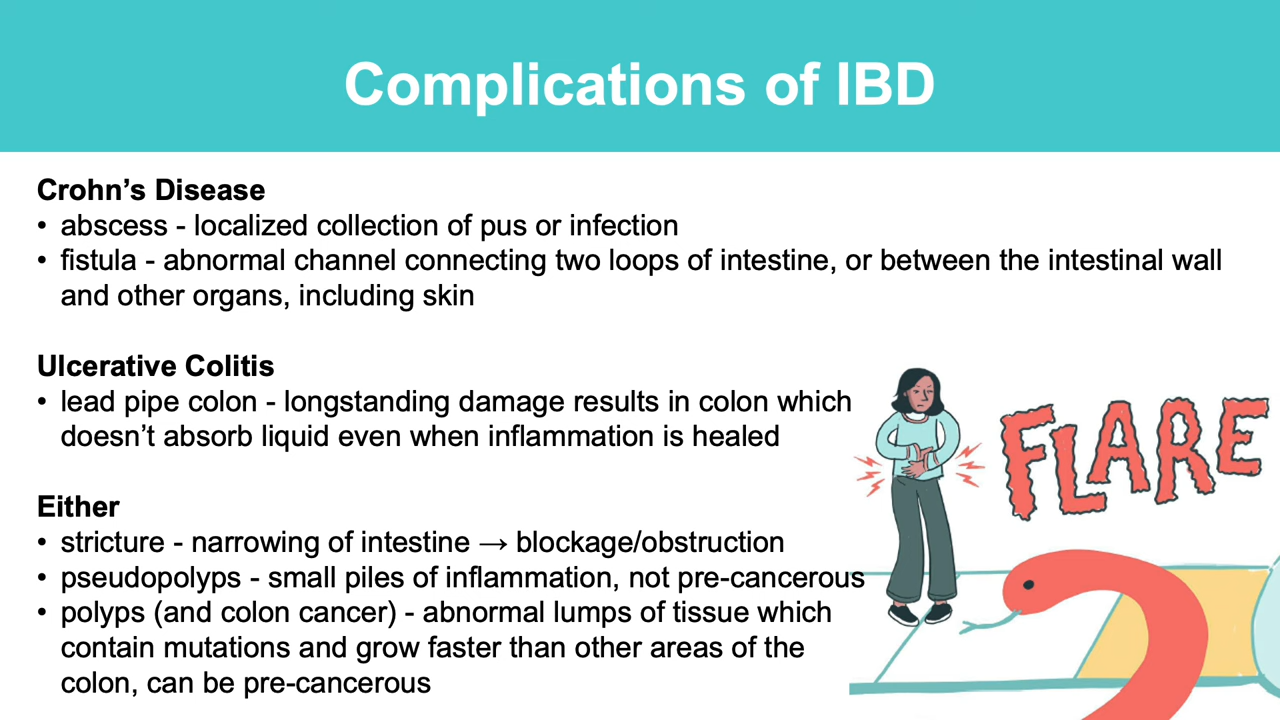 Complications of IBD
Crohn’s Disease
• abscess - localized collection of pus or infection
• fistula - abnormal channel connecting two loops of intestine, or between the intestinal wall
and other organs, including skin
Ulcerative Colitis
• lead pipe colon - longstanding damage results in colon which
doesn’t absorb liquid even when inflammation is healed
Either
• stricture - narrowing of intestine → blockage/obstruction
• pseudopolyps - small piles of inflammation, not pre-cancerous
• polyps (and colon cancer) - abnormal lumps of tissue which
contain mutations and grow faster than other areas of the
colon, can be pre-cancerous
FLARE